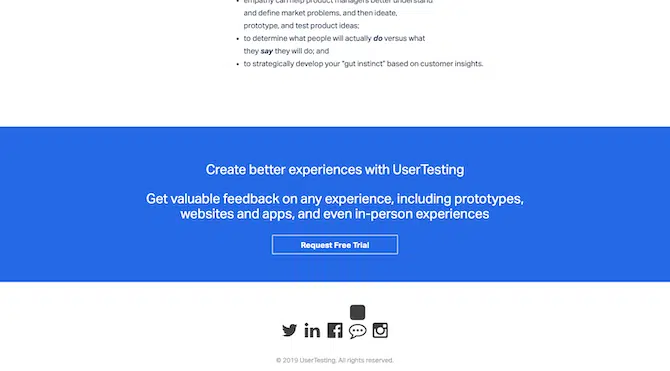 empathy can help product managers better understand
and define market problems, and then ideate,
prototype, and test product ideas;
• to determine what people will actually do versus what
they say they will do; and
• to strategically develop your "gut instinct" based on customer insights.
Create better experiences with UserTesting
Get valuable feedback on any experience, including prototypes,
websites and apps, and even in-person experiences
Request Free Trial
© 2019 UserTesting. All rights reserved.